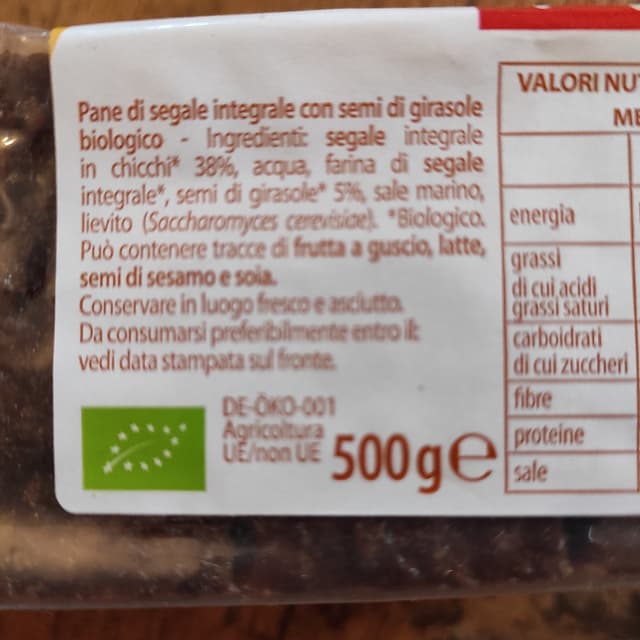 Pane di segale integrale con semi di girasole
biologico - Ingredienti: segale integrale
in chicchi* 38%, acqua, farina di segale
integrale*, semi di girasole* 5%, sale marino,
lievito (Saccharomyces cerevisiae). *Biologico.
Può contenere tracce di frutta a guscio, latte,
semi di sesamo e soia.
Conservare in luogo fresco e asciutto.
Da consumarsi preferibilmente entro il:
vedi data stampata sul fronte.
DE-ÖKO-001
Agricoltura
UE/non UE
500g e
VALORI NU
ME
energia
grassi
di cui acidi
grassi saturi
carboidrati
di cui zuccheri
fibre
proteine
sale